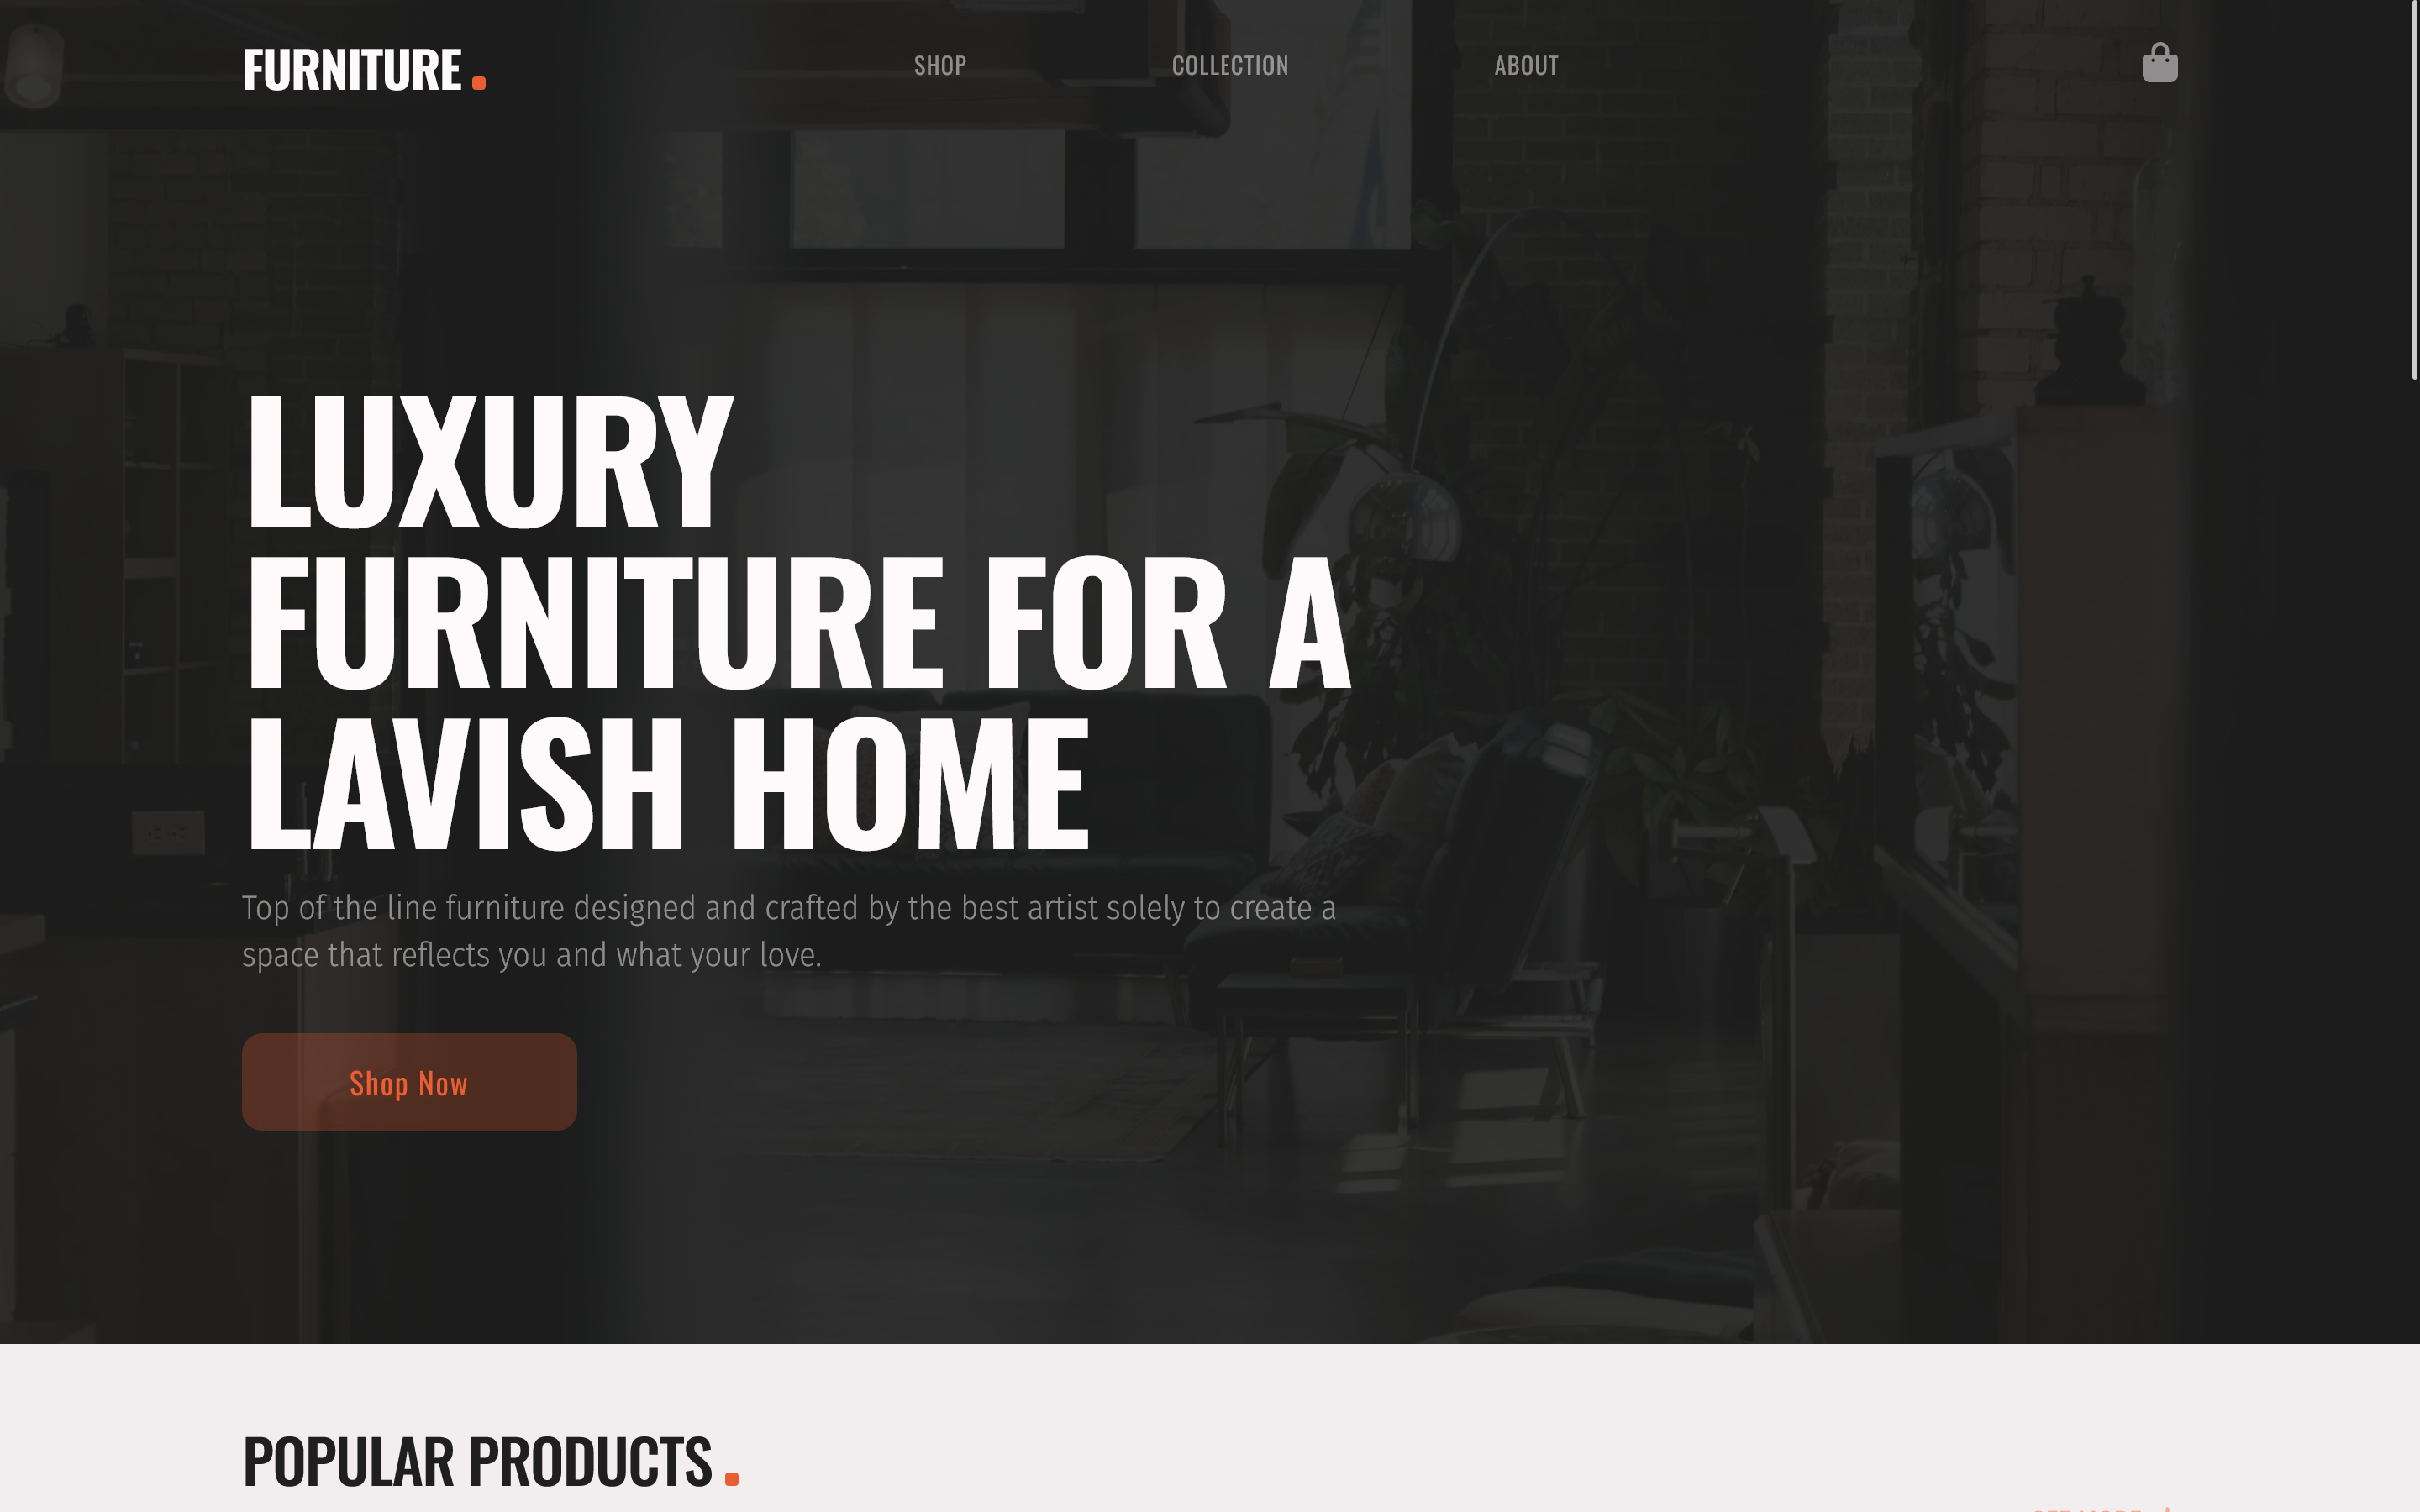 FURNITURE.
SHOP
COLLECTION
ABOUT
LUXURY
FURNITURE FOR A
LAVISH HOME
Top of the line furniture designed and crafted by the best artist solely to create a
space that reflects you and what your love.
Shop Now
POPULAR PRODUCTS.